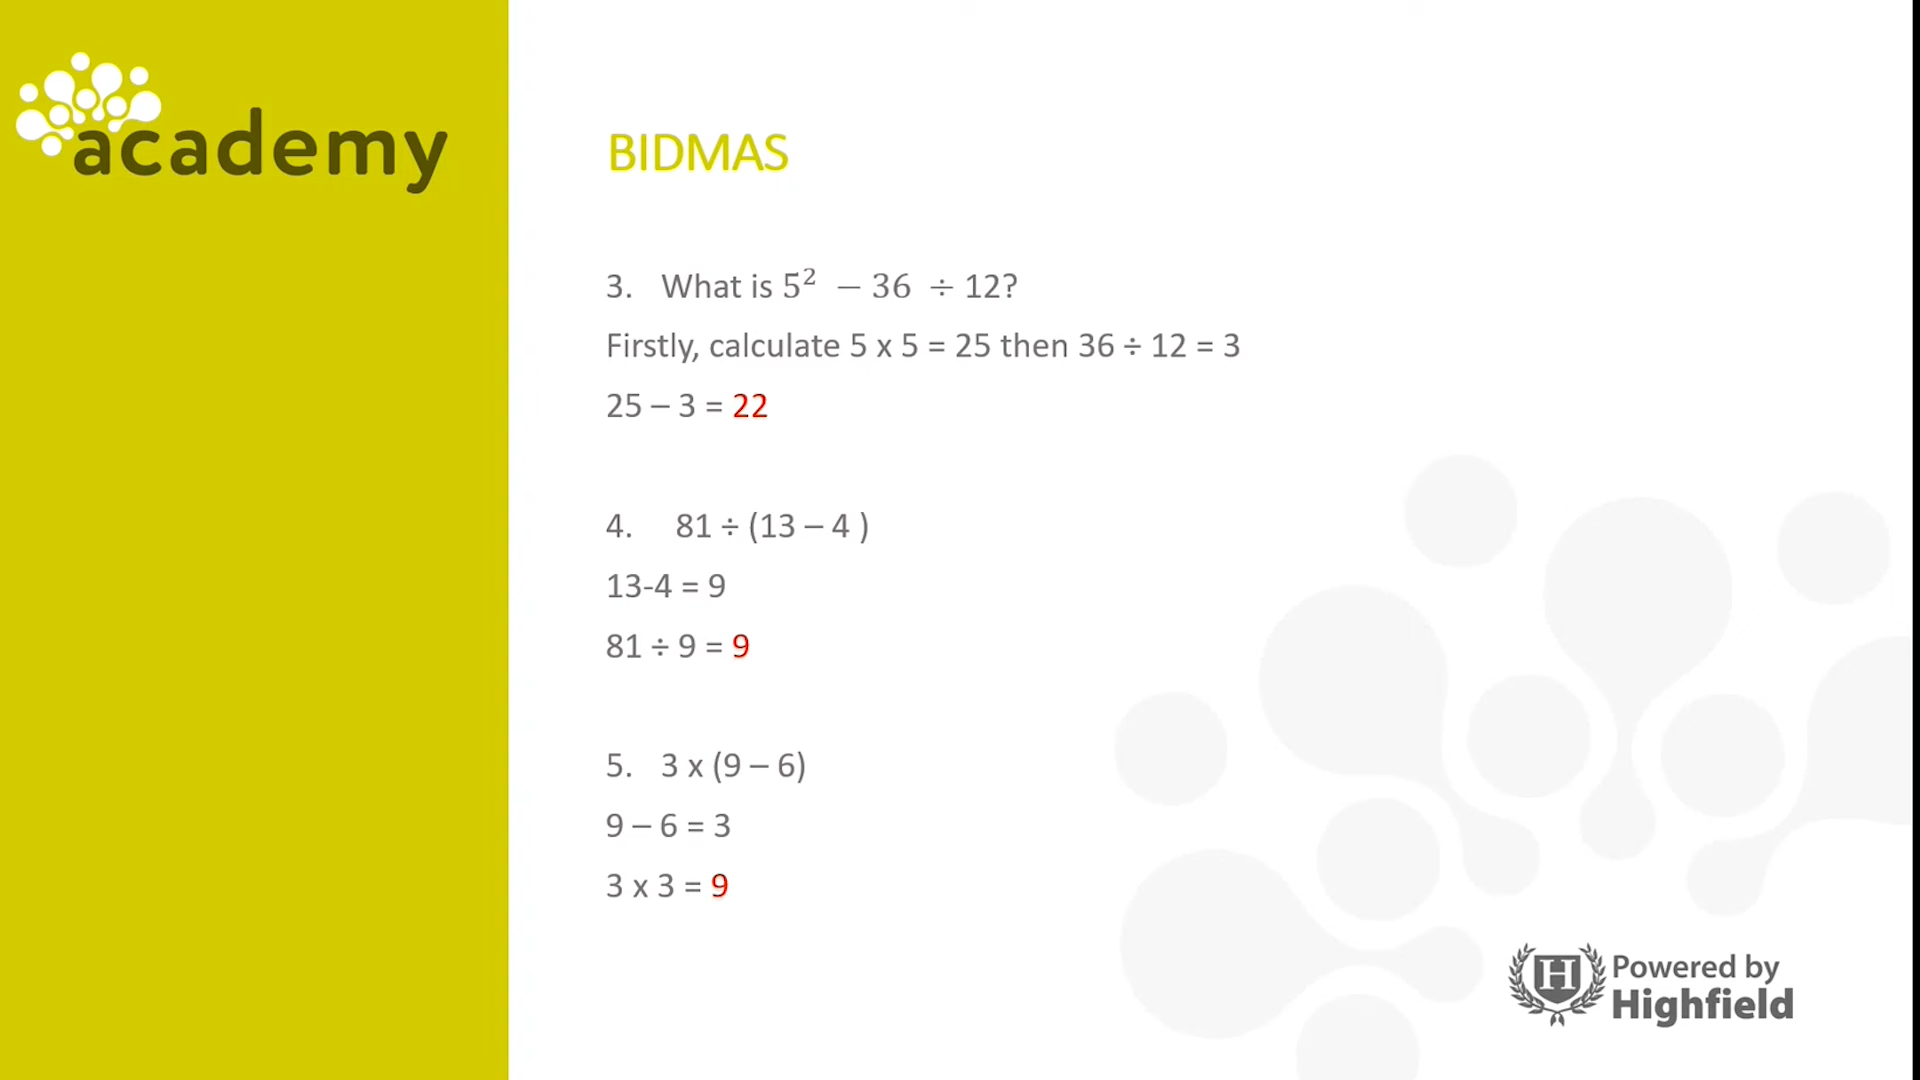 academy
BIDMAS
3. What is 5² − 36 ÷ 12?
Firstly, calculate 5 x 5 = 25 then 36 ÷ 12 = 3
25 – 3 = 22
4. 81 ÷ (13 – 4 )
13-4 = 9
81 ÷ 9 = 9
5. 3 x (9 – 6)
9 – 6 = 3
3 x 3 = 9
H
Powered by
Highfield